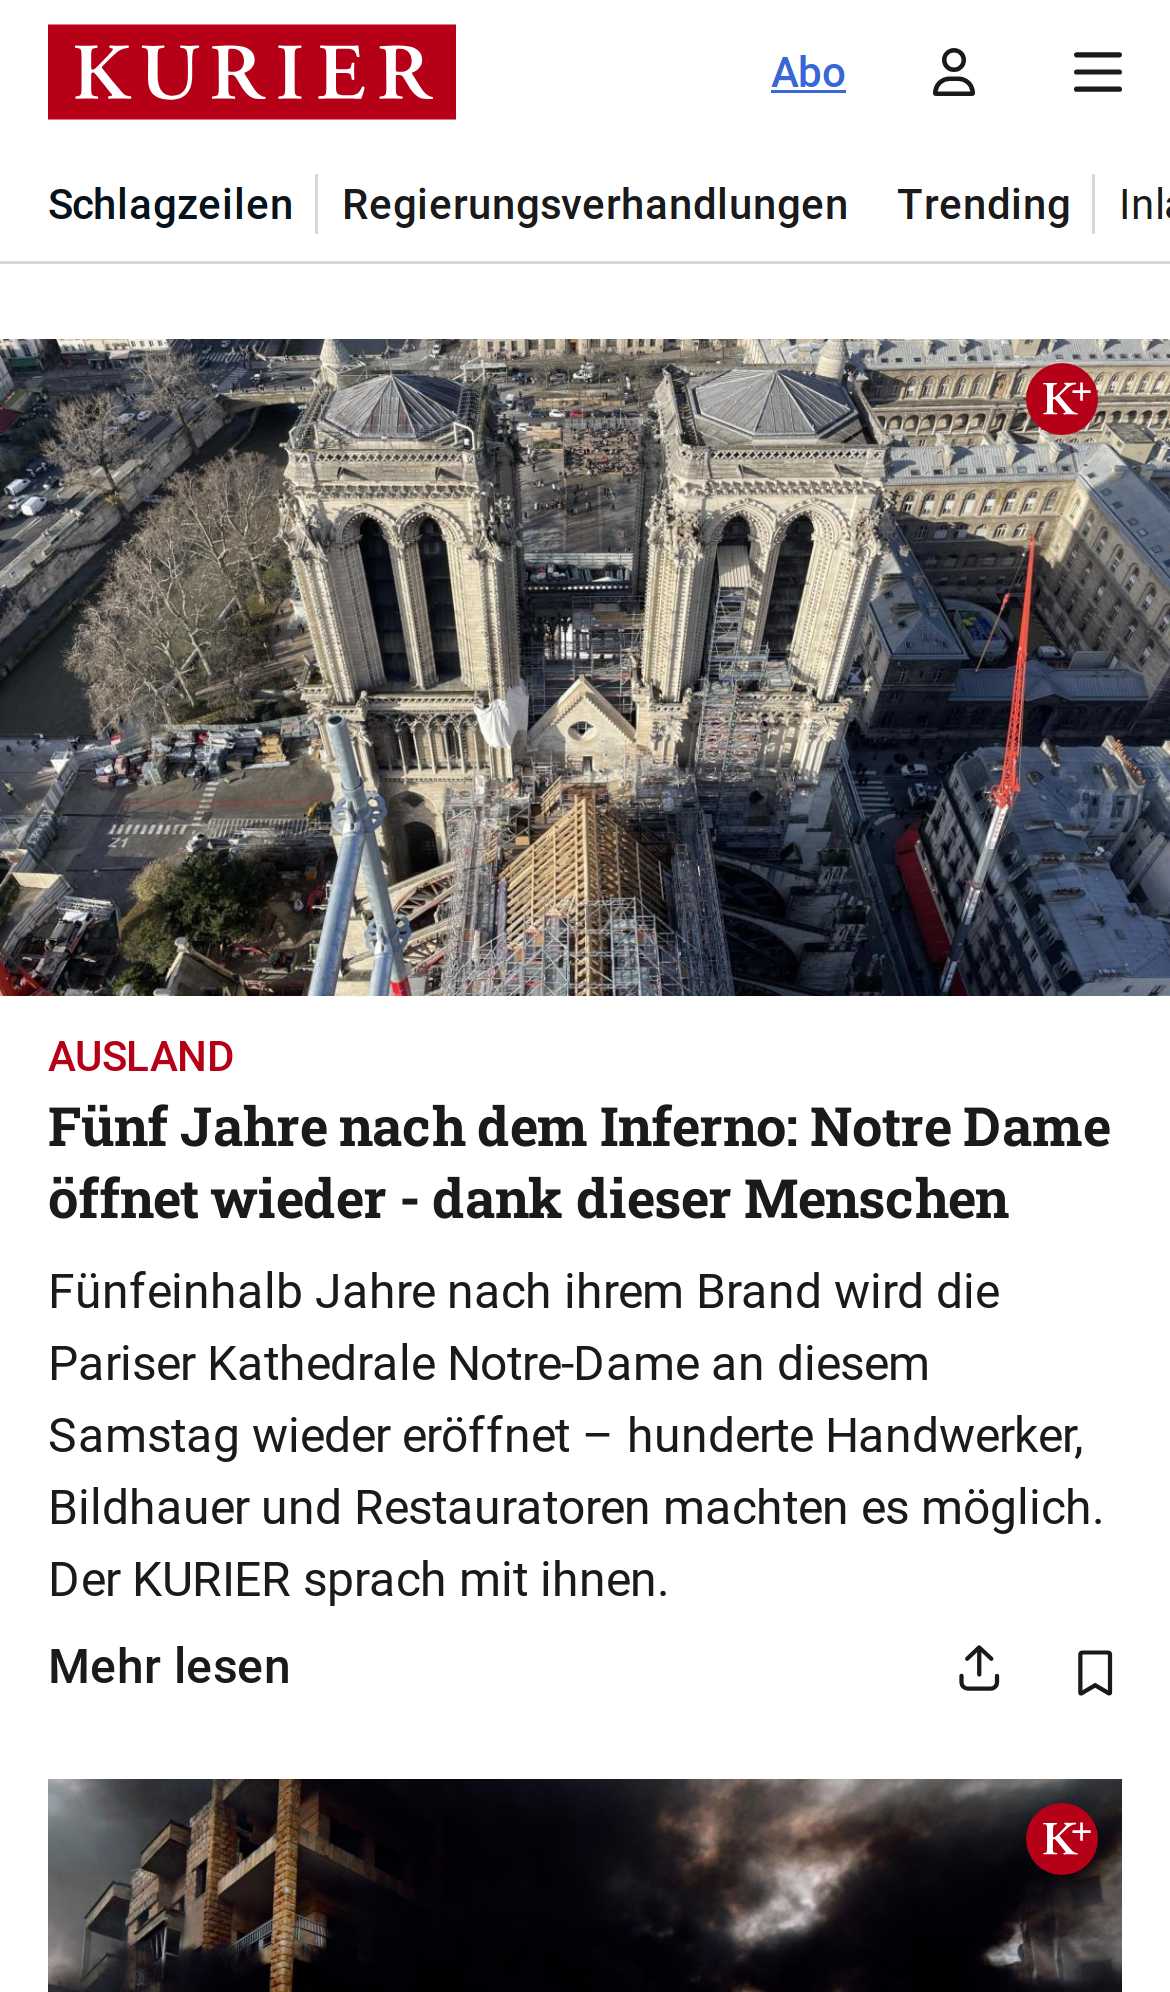 KURIER
Abo
Schlagzeilen
Regierungsverhandlungen
Trending
Inla
K+
21
AUSLAND
Fünf Jahre nach dem Inferno: Notre Dame
öffnet wieder - dank dieser Menschen
Fünfeinhalb Jahre nach ihrem Brand wird die
Pariser Kathedrale Notre-Dame an diesem
Samstag wieder eröffnet – hunderte Handwerker,
Bildhauer und Restauratoren machten es möglich.
Der KURIER sprach mit ihnen.
Mehr lesen
K+